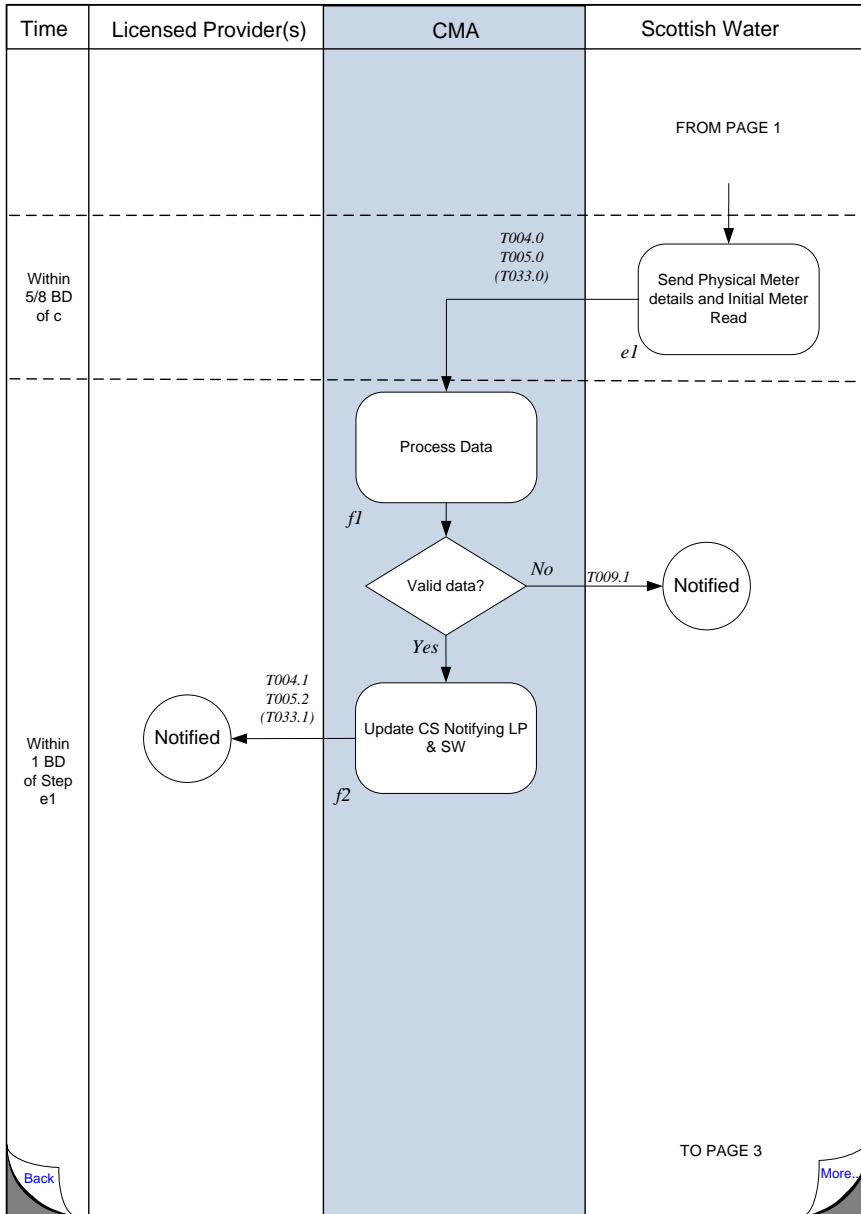 Time
Licensed Provider(s)
CMA
Scottish Water
FROM PAGE 1
Within
5/8 BD
of c
T004.0
T005.0
(T033.0)
Send Physical Meter
details and Initial Meter
Read
e1
Process Data
f1
Valid data?
No
T009.1
Notified
Yes
T004.1
T005.2
(T033.1)
Notified
Update CS Notifying LP
& SW
f2
Within
1 BD
of Step
e1
TO PAGE 3
Back
More..